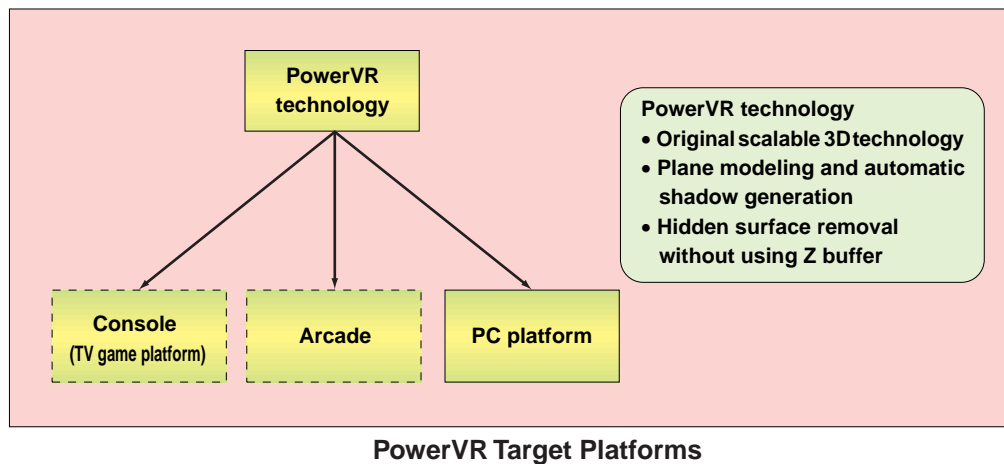 PowerVR
technology
PowerVR technology
• Original scalable 3D technology
• Plane modeling and automatic
shadow generation
• Hidden surface removal
without using Z buffer
Console
(TV game platform)
Arcade
PC platform
PowerVR Target Platforms